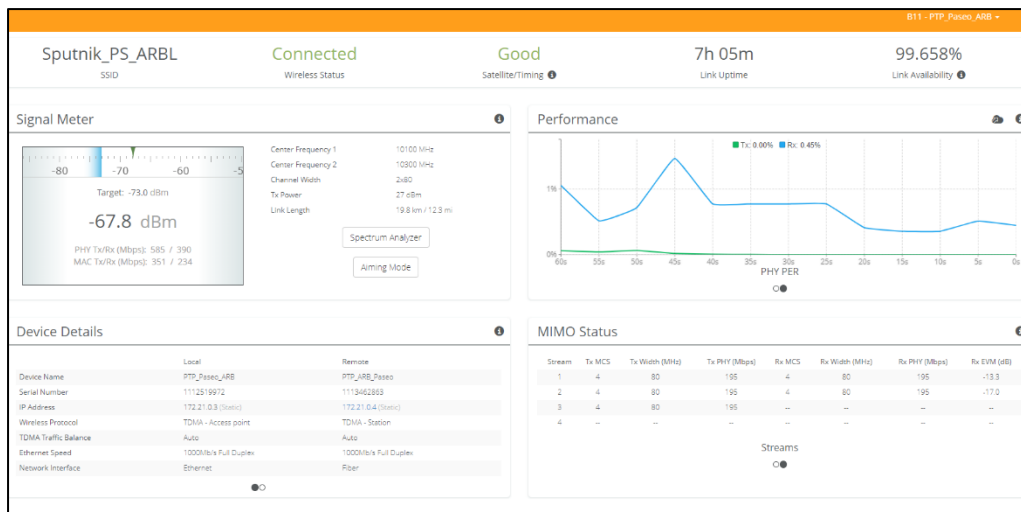 B11 - PTP_Paseo_ARB
Sputnik_PS_ARBL
SSID
Connected
Wireless Status
Good
Satellite/Timing
7h 05m
Link Uptime
99.658%
Link Availability
Signal Meter
-80 -70 -60 -5
Target: -73.0 dBm
-67.8 dBm
PHY Tx/Rx (Mbps): 585 / 390
MAC Tx/Rx (Mbps): 351 / 234
Center Frequency 1 10100 MHz
Center Frequency 2 10300 MHz
Channel Width 2x80
Tx Power 27 dBm
Link Length 19.8 km / 12.3 mi
Spectrum Analyzer
Aiming Mode
Performance
Tx: 0.00% Rx: 0.45%
1%
0%
60s 55s 50s 45s 40s 35s 30s 25s 20s 15s 10s 5s 0s
PHY PER
Device Details
Local Remote
Device Name PTP_Paseo_ARB PTP_ARB_Paseo
Serial Number 1112519972 1113462863
IP Address 172.21.0.3 (Static) 172.21.0.4 (Static)
Wireless Protocol TDMA - Access point TDMA - Station
TDMA Traffic Balance Auto Auto
Ethernet Speed 1000Mb/s Full Duplex 1000Mb/s Full Duplex
Network Interface Ethernet Fiber
MIMO Status
Stream Tx MCS Tx Width (MHz) Tx PHY (Mbps) Rx MCS Rx Width (MHz) Rx PHY (Mbps) Rx EVM (dB)
1 4 80 195 4 80 195 -13.3
2 4 80 195 4 80 195 -17.0
3 4 80 195 -- -- -- --
4 -- -- -- -- -- -- --
Streams